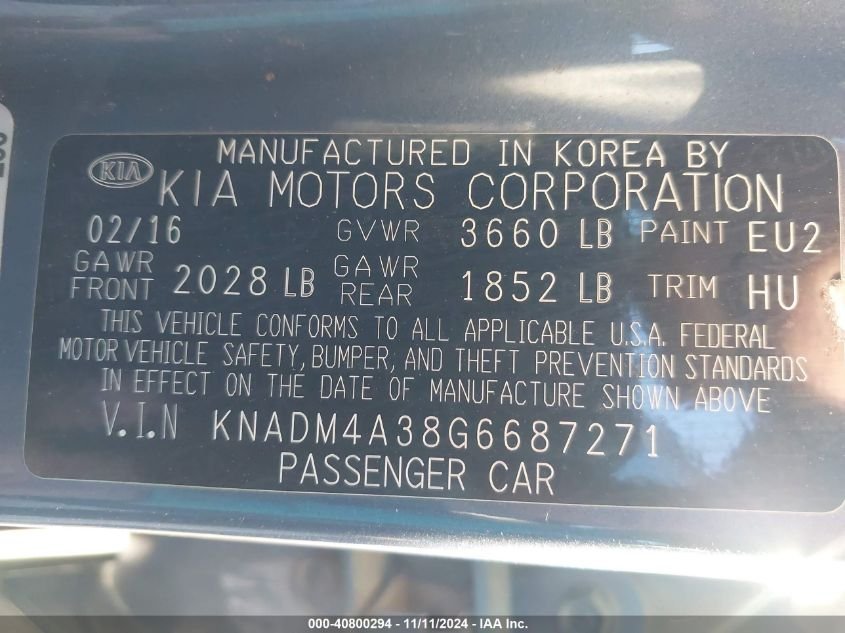 MANUFACTURED IN KOREA BY
KIA KIA MOTORS CORPORATION
02/16 GVWR 3660 LB PAINT EU2
GAWR FRONT 2028 LB GAWR REAR 1852 LB TRIM HU
THIS VEHICLE CONFORMS TO ALL APPLICABLE U.S.A. FEDERAL
MOTOR VEHICLE SAFETY, BUMPER, AND THEFT PREVENTION STANDARDS
IN EFFECT ON THE DATE OF MANUFACTURE SHOWN ABOVE
V.I.N KNADM4A38G6687271
PASSENGER CAR
000-40800294 - 11/11/2024 - IAA Inc.